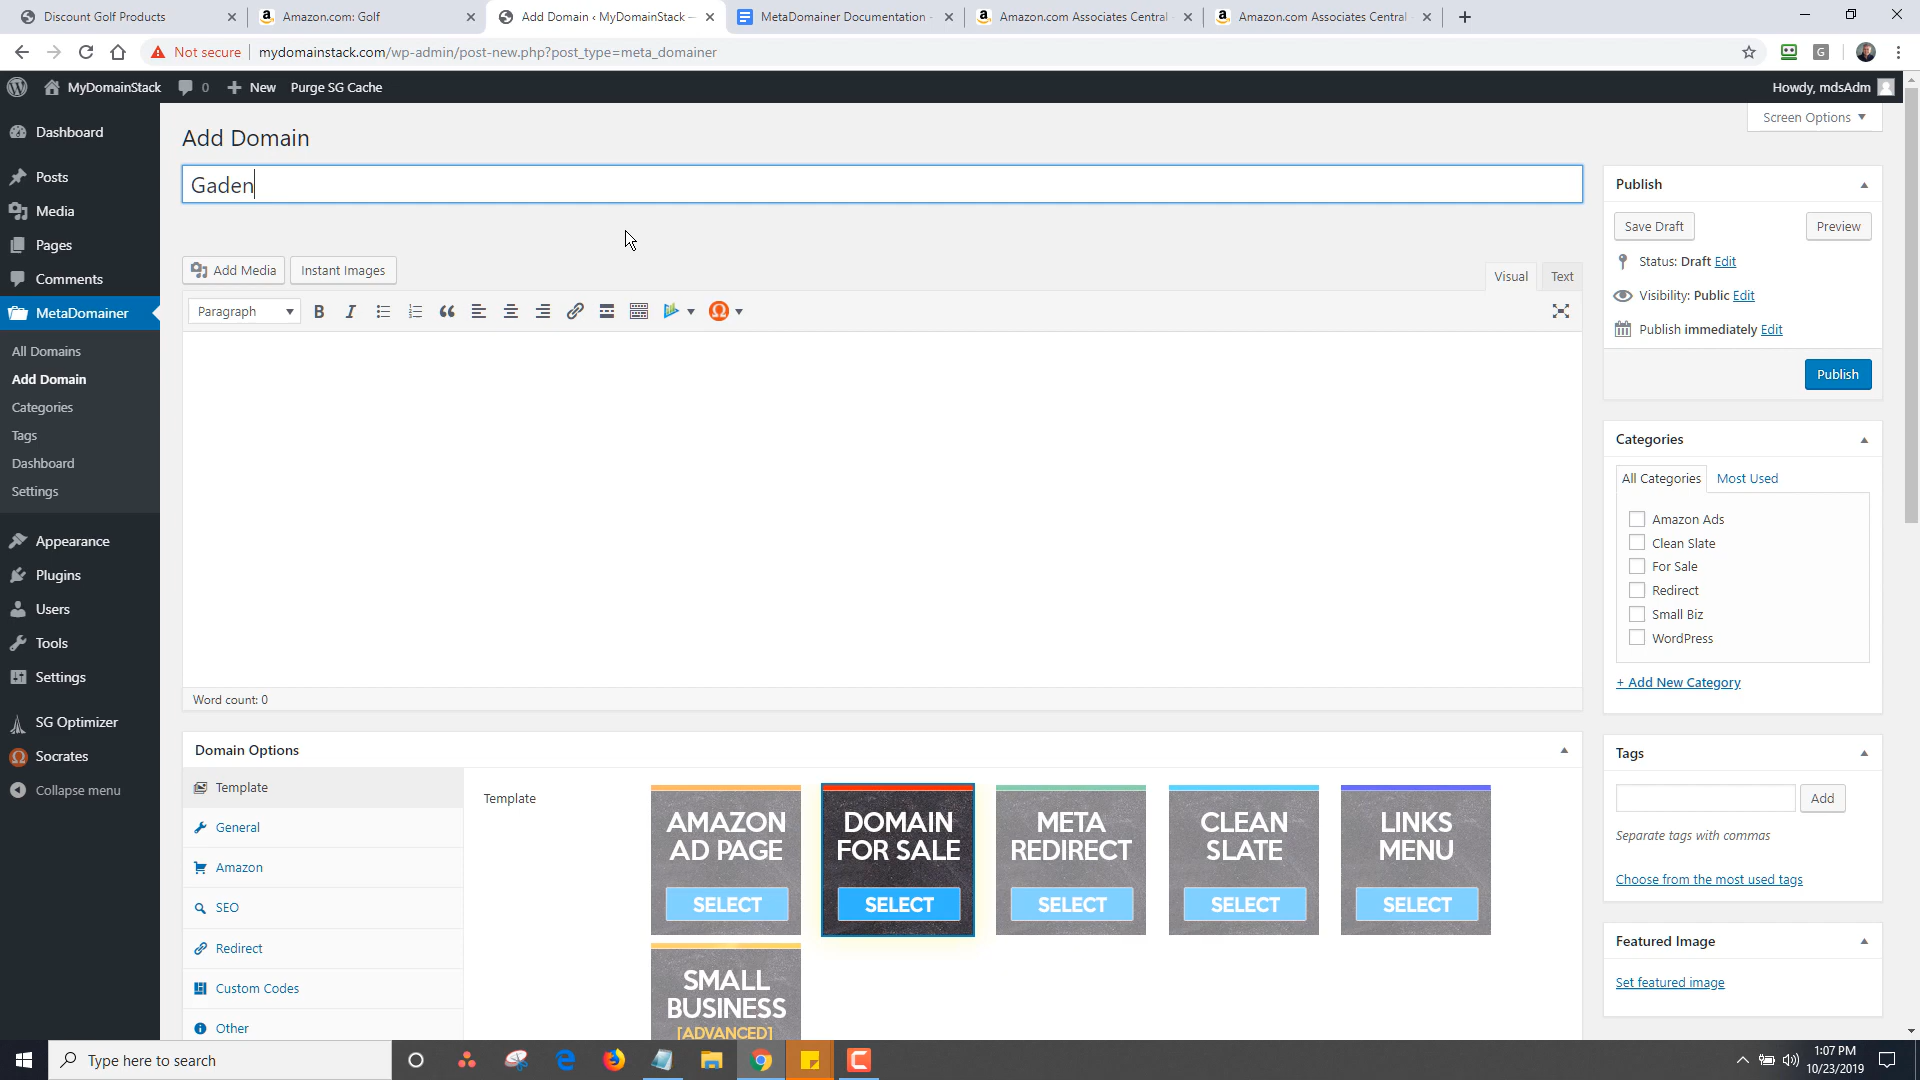 Discount Golf Products
Amazon.com: Golf
Add Domain ‹ MyDomainStack —
MetaDomainer Documentation -
Amazon.com Associates Central
Amazon.com Associates Central
Not secure | mydomainstack.com/wp-admin/post-new.php?post_type=meta_domainer
MyDomainStack 0 + New Purge SG Cache Howdy, mdsAdm
Screen Options
Dashboard
Posts
Media
Pages
Comments
MetaDomainer
All Domains
Add Domain
Categories
Tags
Dashboard
Settings
Appearance
Plugins
Users
Tools
Settings
SG Optimizer
Socrates
Collapse menu
Add Domain
Gaden
Add Media Instant Images
Visual Text
Paragraph
Word count: 0
Domain Options
Template
General
Amazon
SEO
Redirect
Custom Codes
Other
Template
AMAZON
AD PAGE
SELECT
DOMAIN
FOR SALE
SELECT
META
REDIRECT
SELECT
CLEAN
SLATE
SELECT
LINKS
MENU
SELECT
SMALL
BUSINESS
[ADVANCED]
Publish
Save Draft Preview
Status: Draft Edit
Visibility: Public Edit
Publish immediately Edit
Publish
Categories
All Categories Most Used
Amazon Ads
Clean Slate
For Sale
Redirect
Small Biz
WordPress
+ Add New Category
Tags
Add
Separate tags with commas
Choose from the most used tags
Featured Image
Set featured image
Type here to search
1:07 PM
10/23/2019